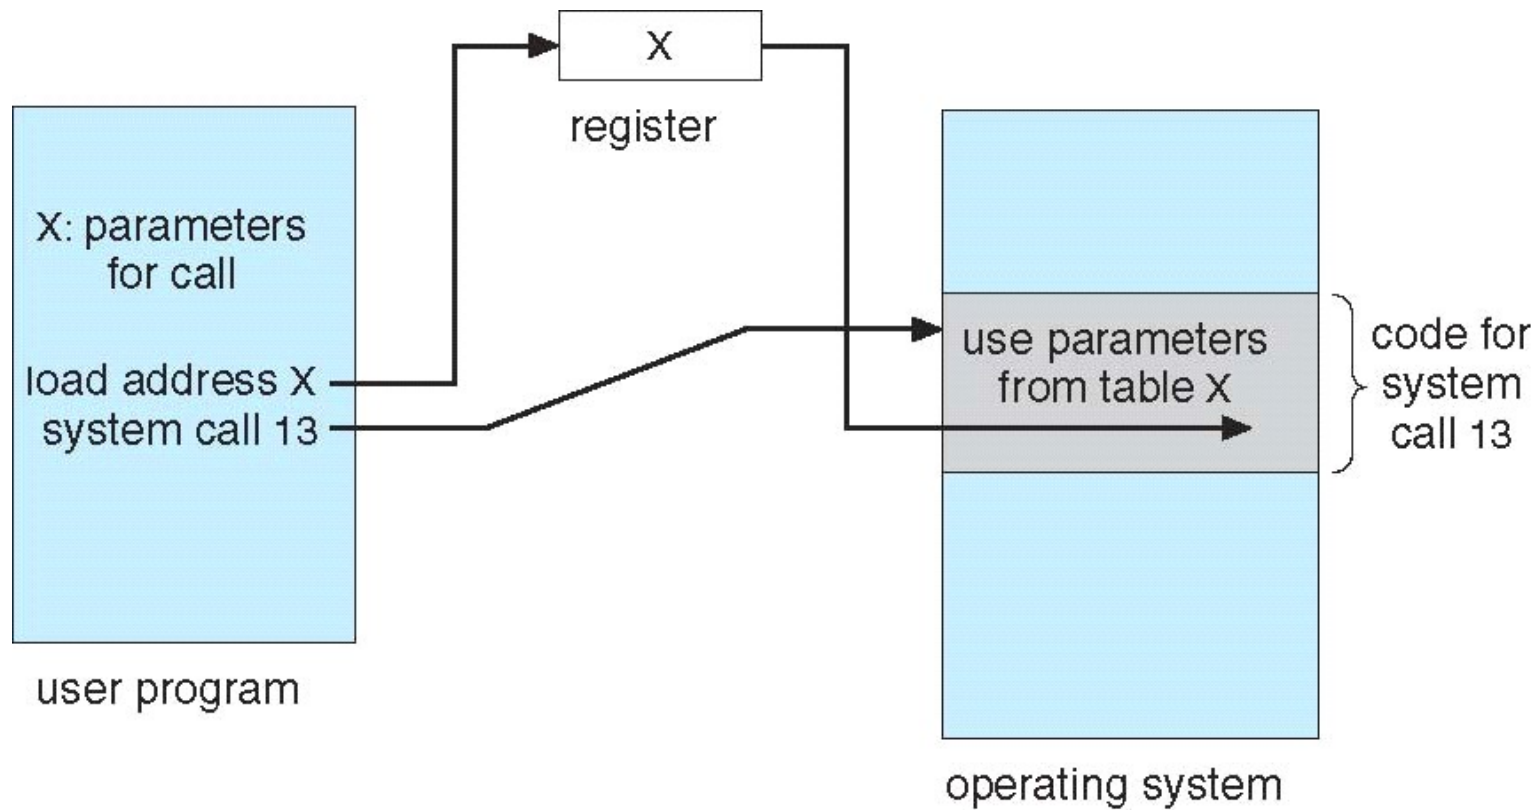 X
register
X: parameters
for call
load address X
system call 13
user program
use parameters
from table X
code for
system
call 13
operating system